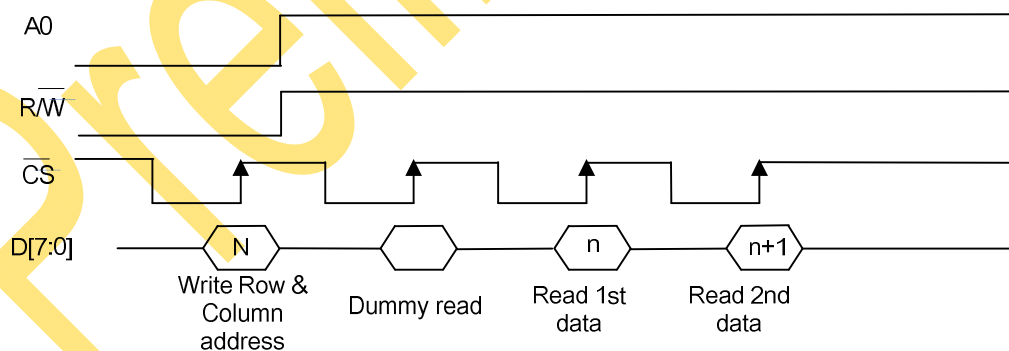 A0
R/W
CS
D[7:0]
N
n
n+1
Write Row &
Column
address
Dummy read
Read 1st
data
Read 2nd
data